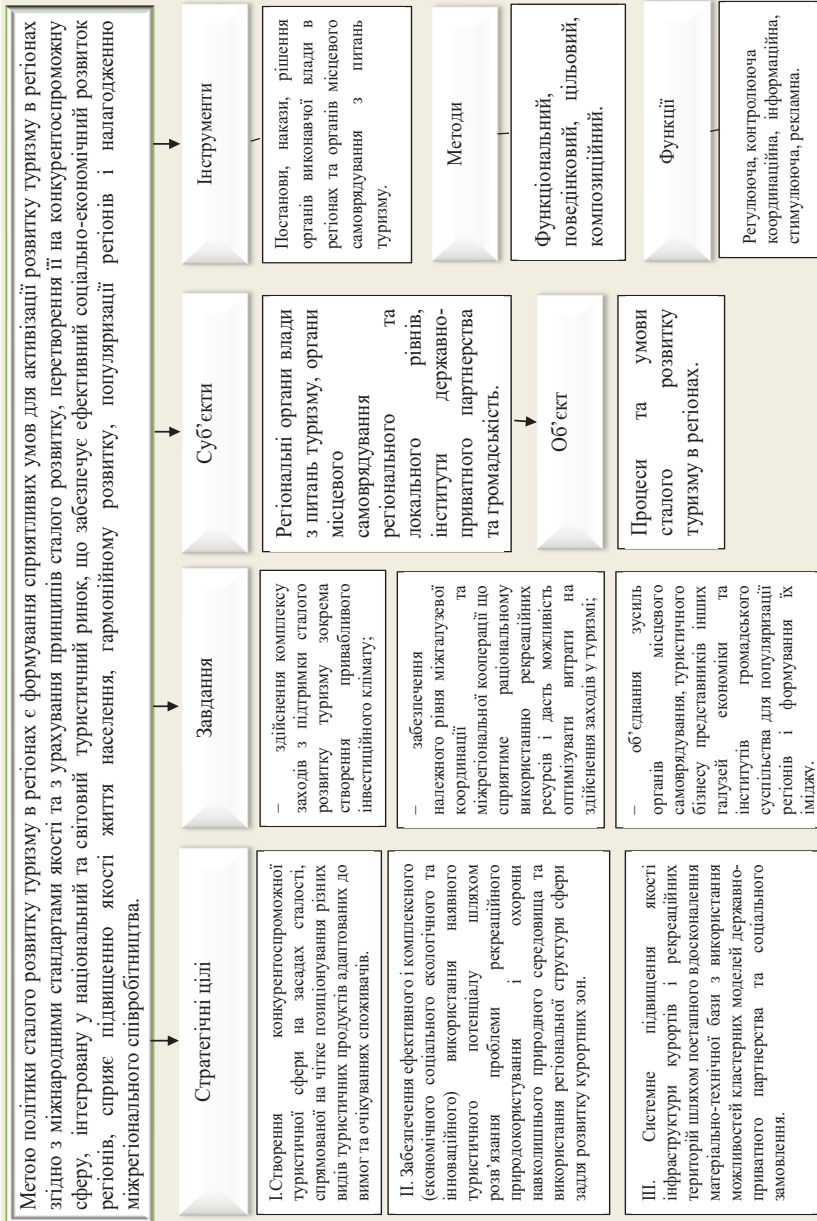 Метою політики сталого розвитку туризму в регіонах є формування сприятливих умов для активізації розвитку туризму в регіонах
згідно з міжнародними стандартами якості та з урахування принципів сталого розвитку, перетворення її на конкурентоспроможну
сферу, інтегровану у національний та світовий туристичний ринок, що забезпечує ефективний соціально-економічний розвиток
регіонів, сприяє підвищенню якості життя населення, гармонійному розвитку, популяризації регіонів і налагодженню
міжрегіонального співробітництва.
Стратегічні цілі
І.Створення конкурентоспроможної
туристичної сфери на засадах сталості,
спрямованої на чітке позиціонування різних
видів туристичних продуктів адаптованих до
вимог та очікуваннях споживачів.
ІІ. Забезпечення ефективного і комплексного
(економічного соціального екологічного та
інноваційного) використання наявного
туристичного потенціалу шляхом
розв’язання проблеми рекреаційного
природокористування і охорони
навколишнього природного середовища та
використання регіональної структури сфери
задля розвитку курортних зон.
ІІІ. Системне підвищення якості
інфраструктури курортів і рекреаційних
територій шляхом поетапного вдосконалення
матеріально-технічної бази з використання
можливостей кластерних моделей державно-
приватного партнерства та соціального
замовлення.
Завдання
– здійснення комплексу
заходів з підтримки сталого
розвитку туризму зокрема
створення привабливого
інвестиційного клімату;
– забезпечення
належного рівня міжгалузевої
координації та
міжрегіональної кооперації що
сприятиме раціональному
використанню рекреаційних
ресурсів і дасть можливість
оптимізувати витрати на
здійснення заходів у туризмі;
– об’єднання зусиль
органів місцевого
самоврядування, туристичного
бізнесу представників інших
галузей економіки та
інститутів громадського
суспільства для популяризації
регіонів і формування їх
іміджу.
Суб’єкти
Регіональні органи влади
з питань туризму, органи
місцевого
самоврядування та
регіонального та
локального рівнів,
інститути державно-
приватного партнерства
та громадськість.
Об’єкт
Процеси та умови
сталого розвитку
туризму в регіонах.
Інструменти
Постанови, накази, рішення
органів виконавчої влади в
регіонах та органів місцевого
самоврядування з питань
туризму.
Методи
Функціональний,
поведінковий, цільовий,
композиційний.
Функції
Регулююча, контролююча
координаційна, інформаційна,
стимулююча, рекламна.